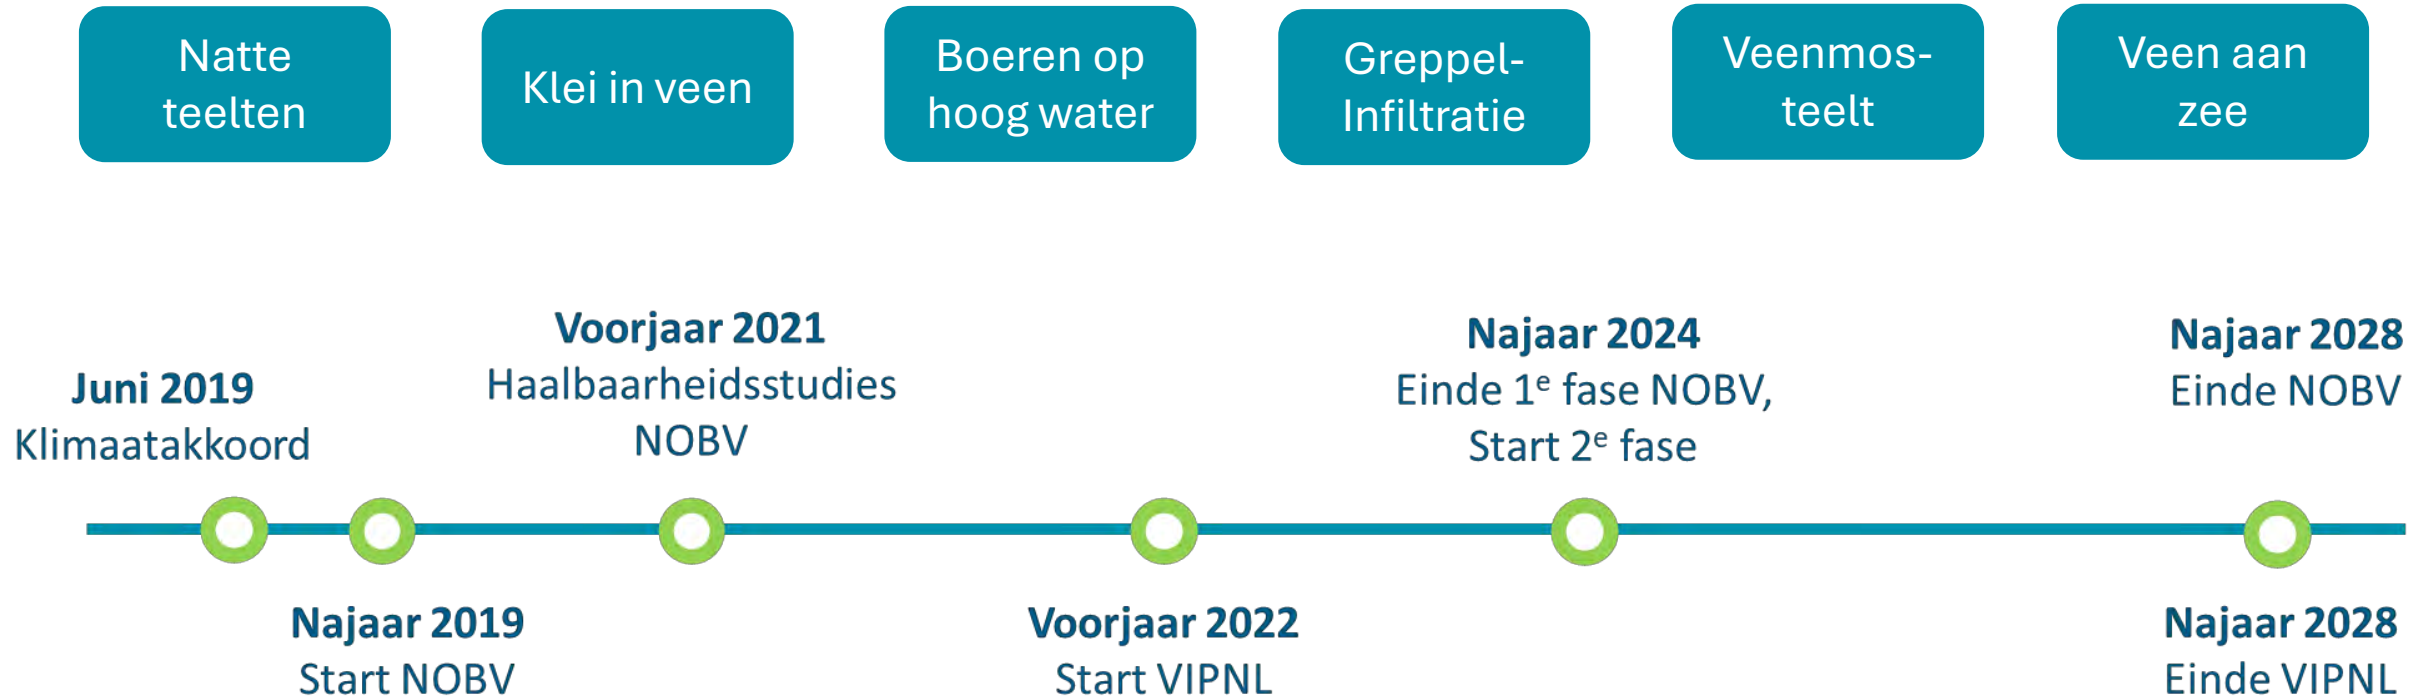 Natte
teelten
Klei in veen
Boeren op
hoog water
Greppel-
Infiltratie
Veenmos-
teelt
Veen aan
zee
Juni 2019
Klimaatakkoord
Voorjaar 2021
Haalbaarheidsstudies
NOBV
Najaar 2024
Einde 1e fase NOBV,
Start 2e fase
Najaar 2028
Einde NOBV
Najaar 2019
Start NOBV
Voorjaar 2022
Start VIPNL
Najaar 2028
Einde VIPNL